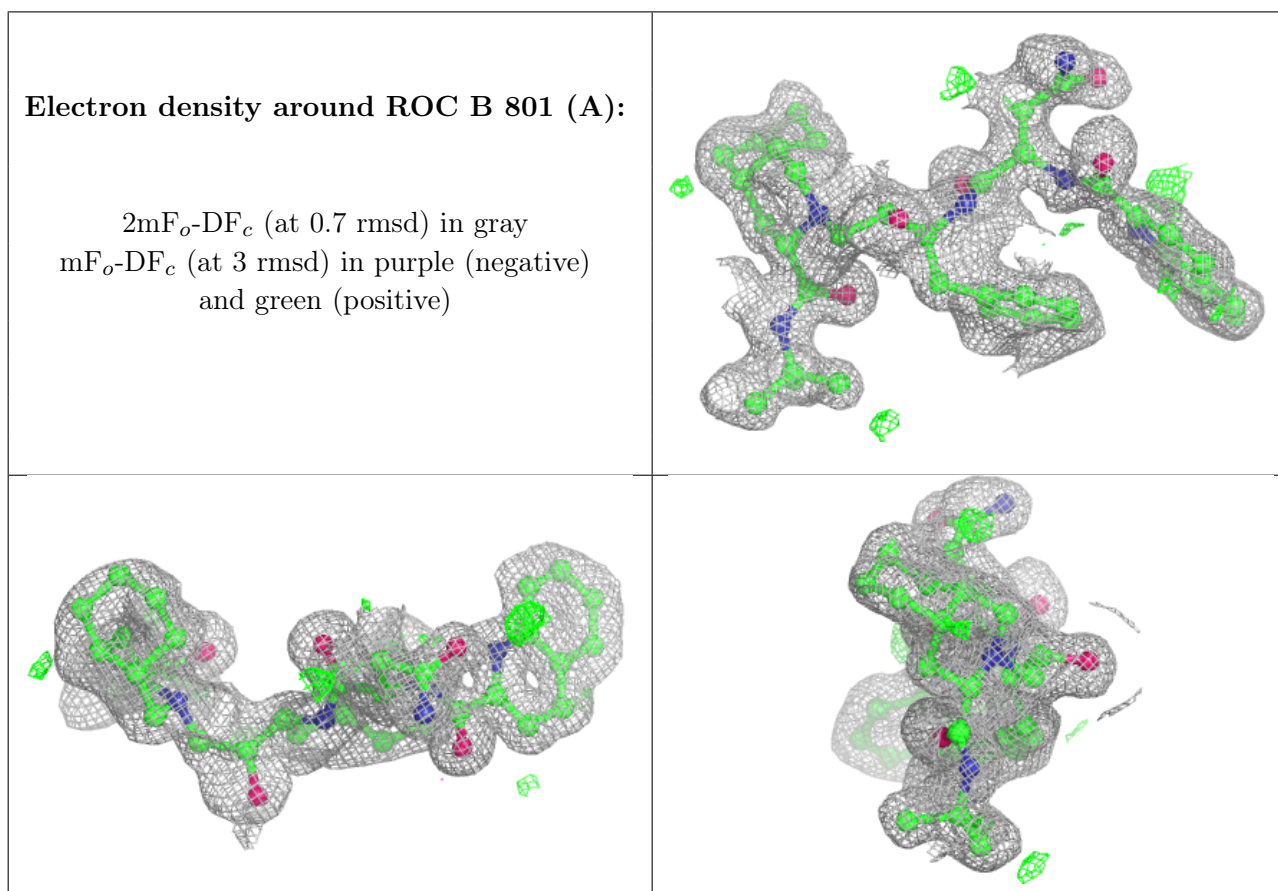 Electron density around ROC B 801 (A):
2mFo-DFc (at 0.7 rmsd) in gray
mFo-DFc (at 3 rmsd) in purple (negative)
and green (positive)